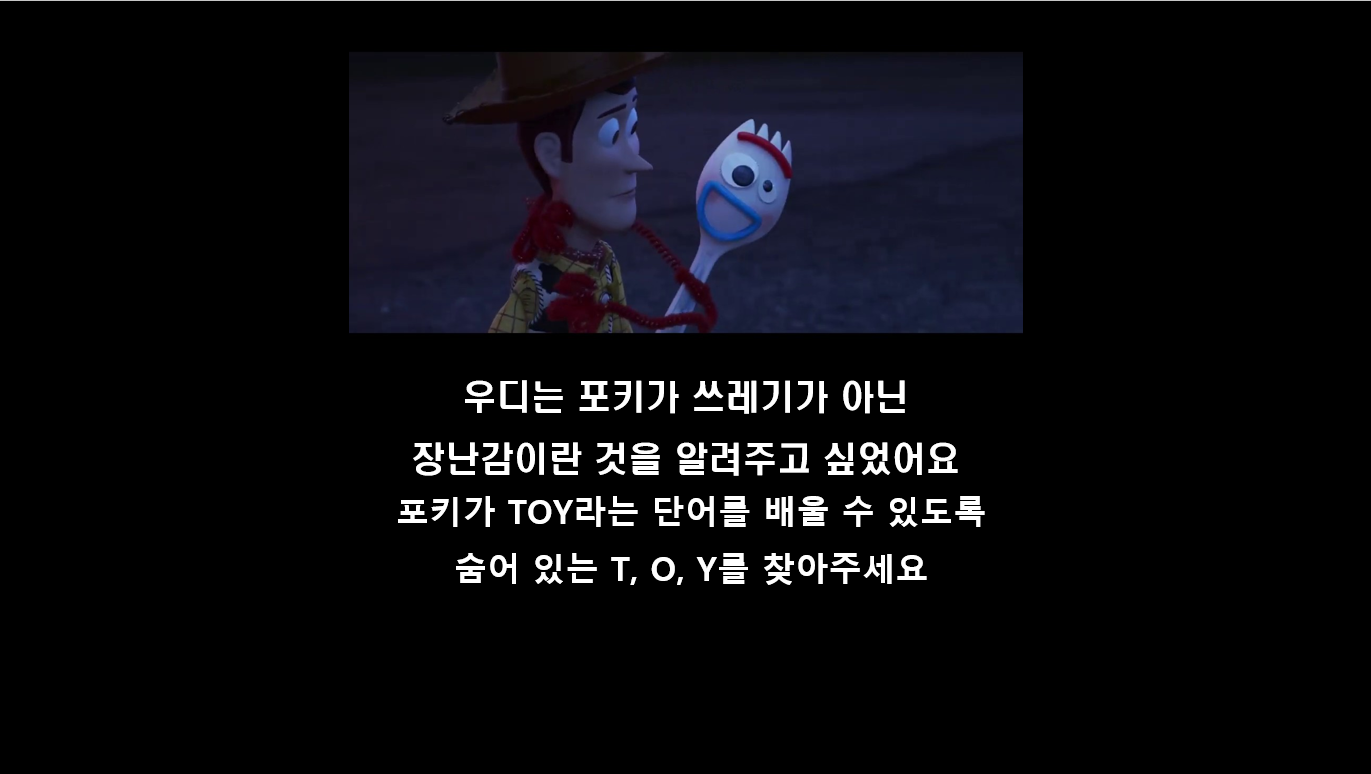 우디는 포키가 쓰레기가 아닌
장난감이란 것을 알려주고 싶었어요
포키가 TOY라는 단어를 배울 수 있도록
숨어 있는 T, O, Y를 찾아주세요